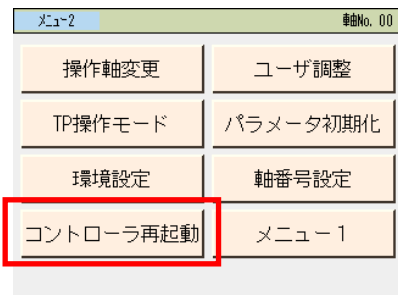 ﾒﾆｭｰ2 軸No. 00
操作軸変更 ユーザ調整
TP操作モード パラメータ初期化
環境設定 軸番号設定
コントローラ再起動 メニュー１